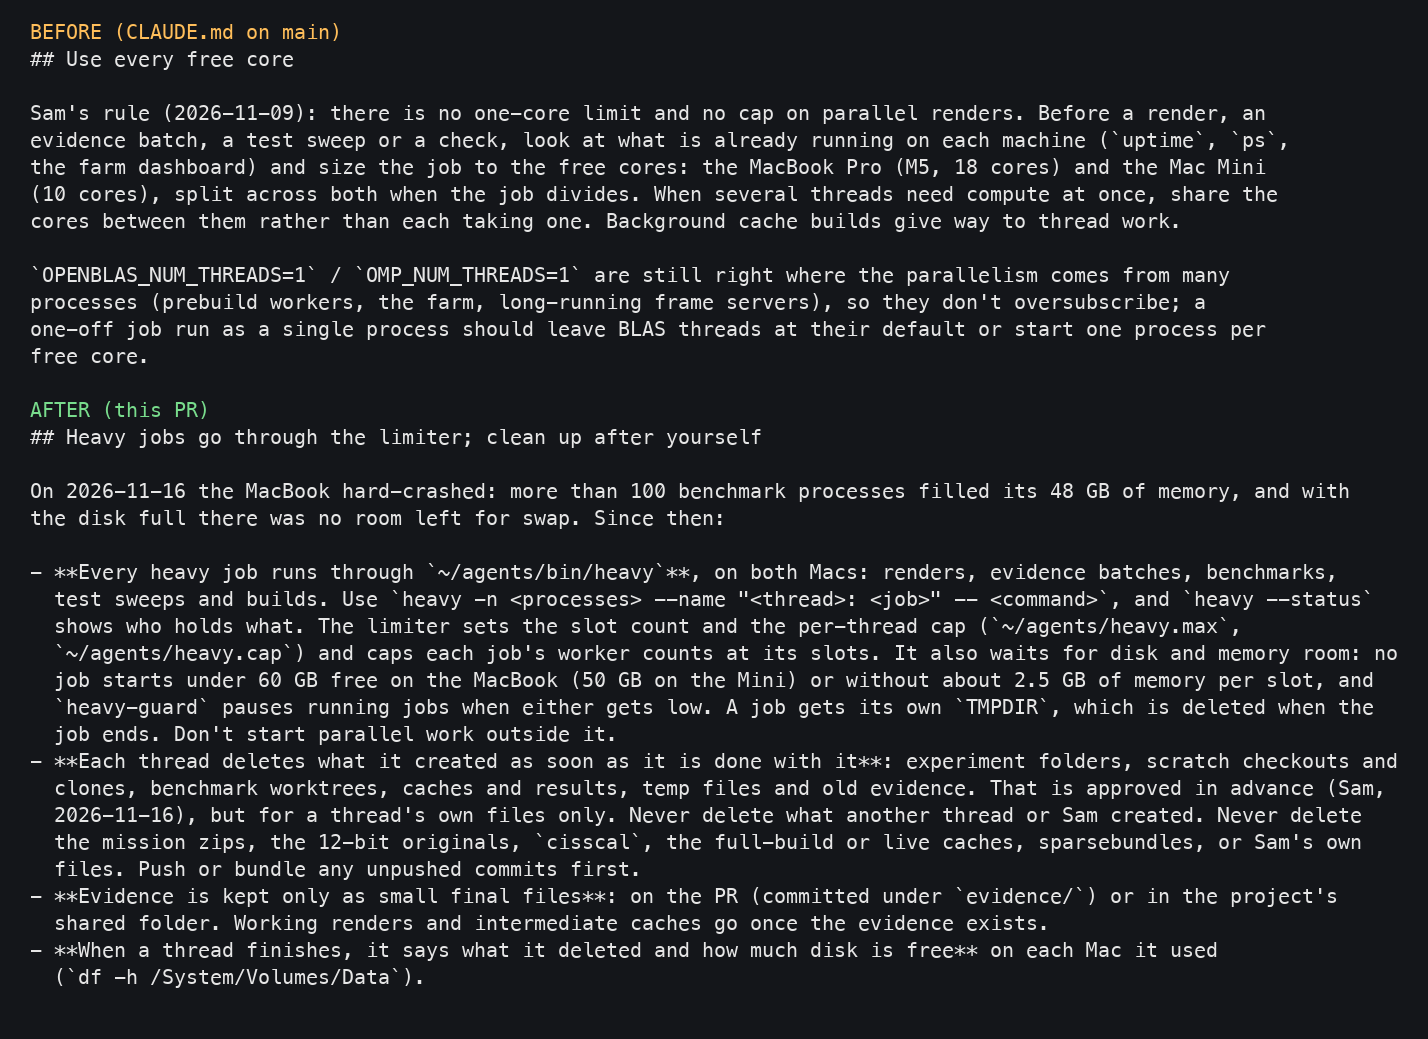 BEFORE (CLAUDE.md on main)
## Use every free core
Sam's rule (2026-11-09): there is no one-core limit and no cap on parallel renders. Before a render, an
evidence batch, a test sweep or a check, look at what is already running on each machine (`uptime`, `ps`,
the farm dashboard) and size the job to the free cores: the MacBook Pro (M5, 18 cores) and the Mac Mini
(10 cores), split across both when the job divides. When several threads need compute at once, share the
cores between them rather than each taking one. Background cache builds give way to thread work.
`OPENBLAS_NUM_THREADS=1` / `OMP_NUM_THREADS=1` are still right where the parallelism comes from many
processes (prebuild workers, the farm, long-running frame servers), so they don't oversubscribe; a
one-off job run as a single process should leave BLAS threads at their default or start one process per
free core.
AFTER (this PR)
## Heavy jobs go through the limiter; clean up after yourself
On 2026-11-16 the MacBook hard-crashed: more than 100 benchmark processes filled its 48 GB of memory, and with
the disk full there was no room left for swap. Since then:
- **Every heavy job runs through `~/agents/bin/heavy`**, on both Macs: renders, evidence batches, benchmarks,
test sweeps and builds. Use `heavy -n <processes> --name "<thread>: <job>" -- <command>`, and `heavy --status`
shows who holds what. The limiter sets the slot count and the per-thread cap (`~/agents/heavy.max`,
`~/agents/heavy.cap`) and caps each job's worker counts at its slots. It also waits for disk and memory room: no
job starts under 60 GB free on the MacBook (50 GB on the Mini) or without about 2.5 GB of memory per slot, and
`heavy-guard` pauses running jobs when either gets low. A job gets its own `TMPDIR`, which is deleted when the
job ends. Don't start parallel work outside it.
- **Each thread deletes what it created as soon as it is done with it**: experiment folders, scratch checkouts and
clones, benchmark worktrees, caches and results, temp files and old evidence. That is approved in advance (Sam,
2026-11-16), but for a thread's own files only. Never delete what another thread or Sam created. Never delete
the mission zips, the 12-bit originals, `cisscal`, the full-build or live caches, sparsebundles, or Sam's own
files. Push or bundle any unpushed commits first.
- **Evidence is kept only as small final files**: on the PR (committed under `evidence/`) or in the project's
shared folder. Working renders and intermediate caches go once the evidence exists.
- **When a thread finishes, it says what it deleted and how much disk is free** on each Mac it used
(`df -h /System/Volumes/Data`).